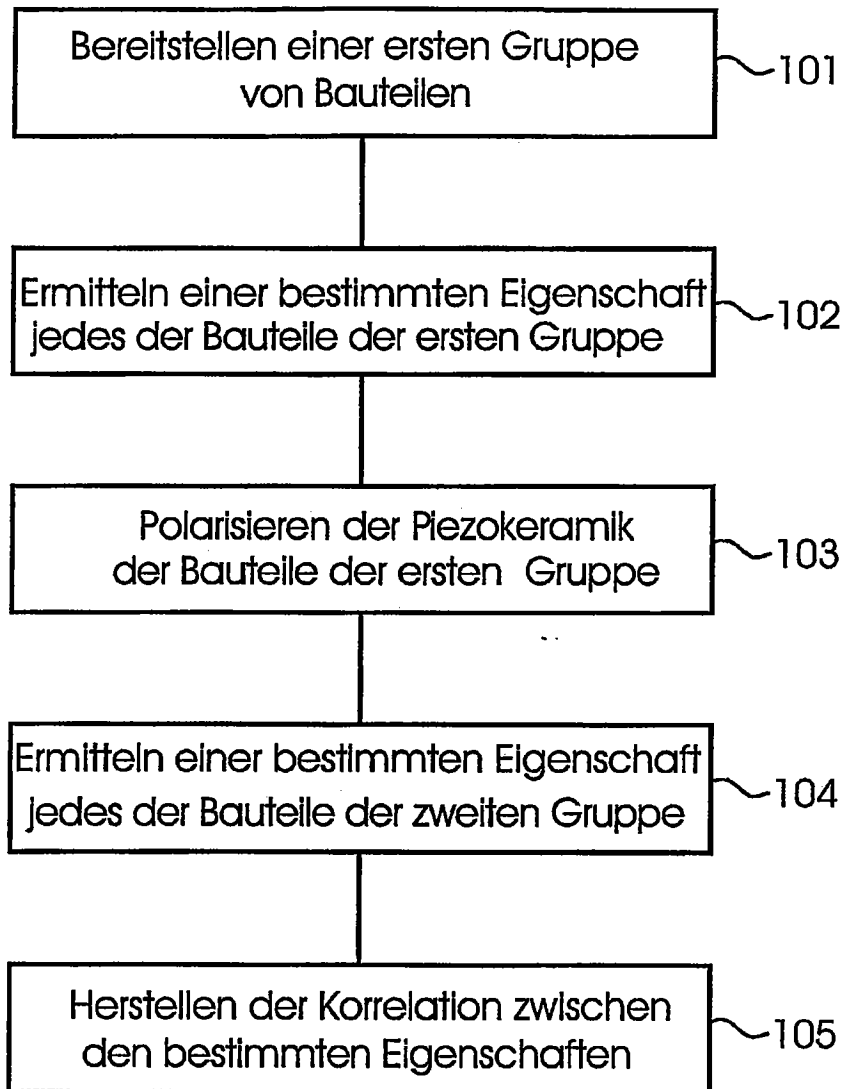 Bereitstellen einer ersten Gruppe
von Bauteilen
101
Ermitteln einer bestimmten Eigenschaft
jedes der Bauteile der ersten Gruppe
102
Polarisieren der Piezokeramik
der Bauteile der ersten Gruppe
103
Ermitteln einer bestimmten Eigenschaft
jedes der Bauteile der zweiten Gruppe
104
Herstellen der Korrelation zwischen
den bestimmten Eigenschaften
105